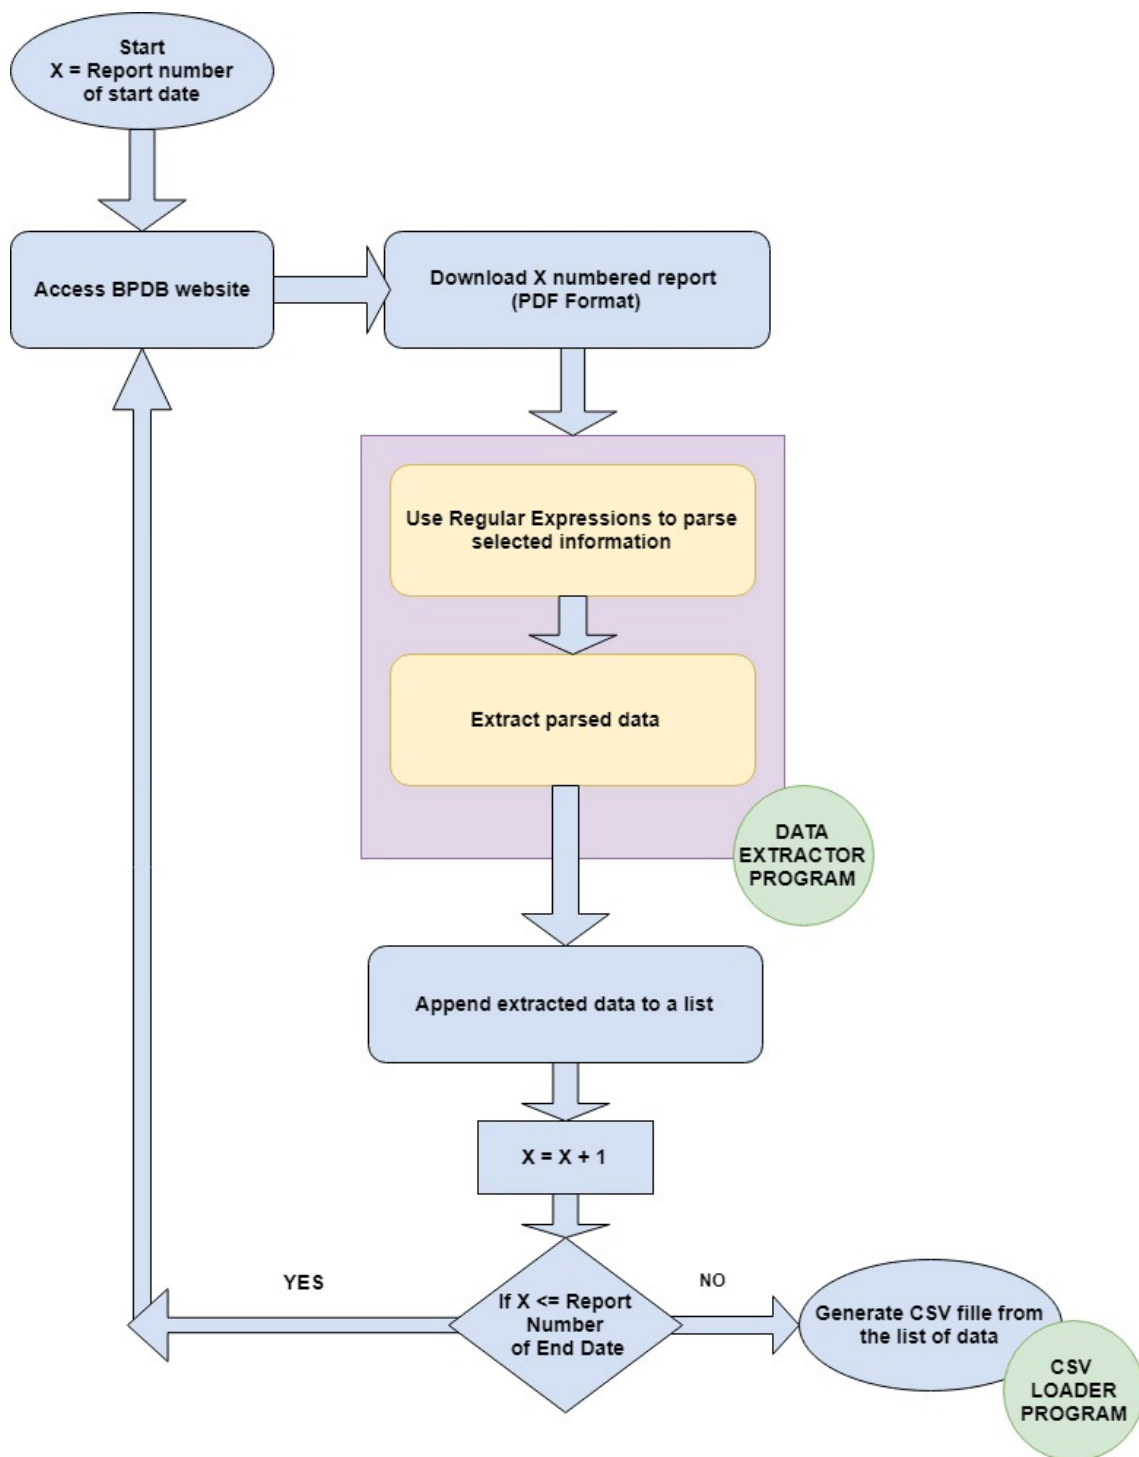 Start
X = Report number
of start date
Access BPDB website
Download X numbered report
(PDF Format)
Use Regular Expressions to parse
selected information
Extract parsed data
DATA
EXTRACTOR
PROGRAM
Append extracted data to a list
X = X + 1
YES
If X <= Report
Number
of End Date
NO
Generate CSV fille from
the list of data
CSV
LOADER
PROGRAM